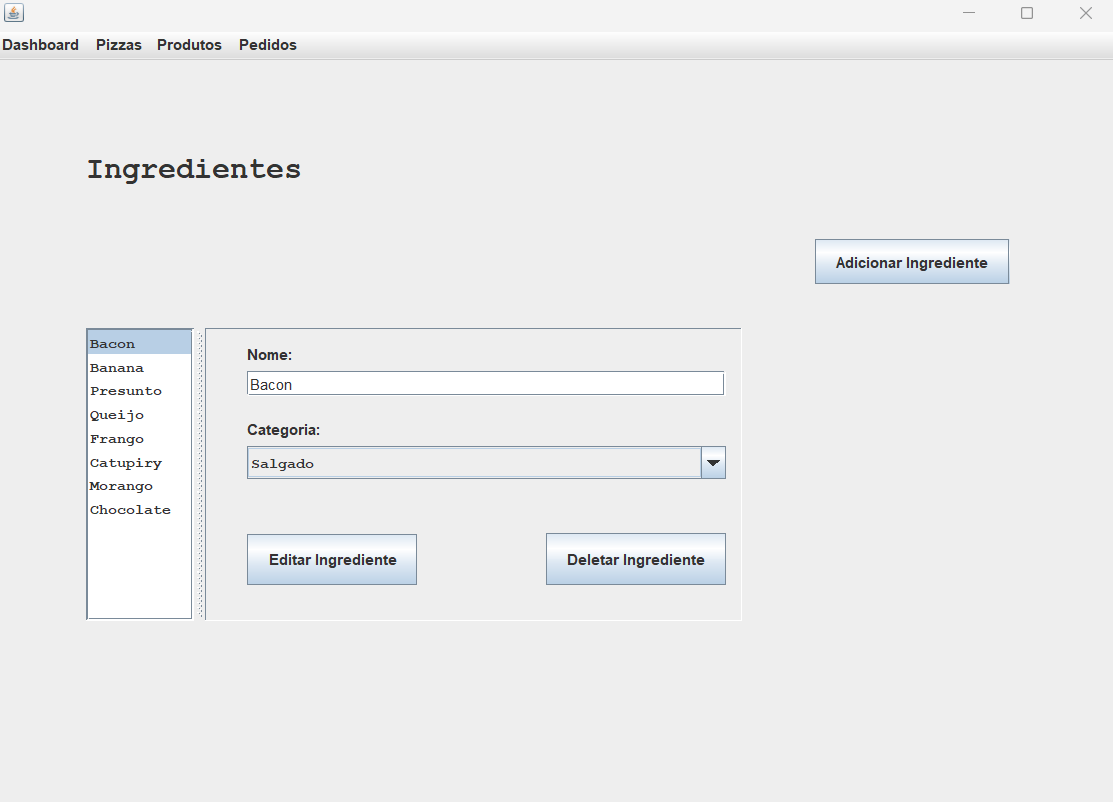 Dashboard Pizzas Produtos Pedidos
Ingredientes
Adicionar Ingrediente
Bacon
Banana
Presunto
Queijo
Frango
Catupiry
Morango
Chocolate
Nome:
Bacon
Categoria:
Salgado
Editar Ingrediente
Deletar Ingrediente